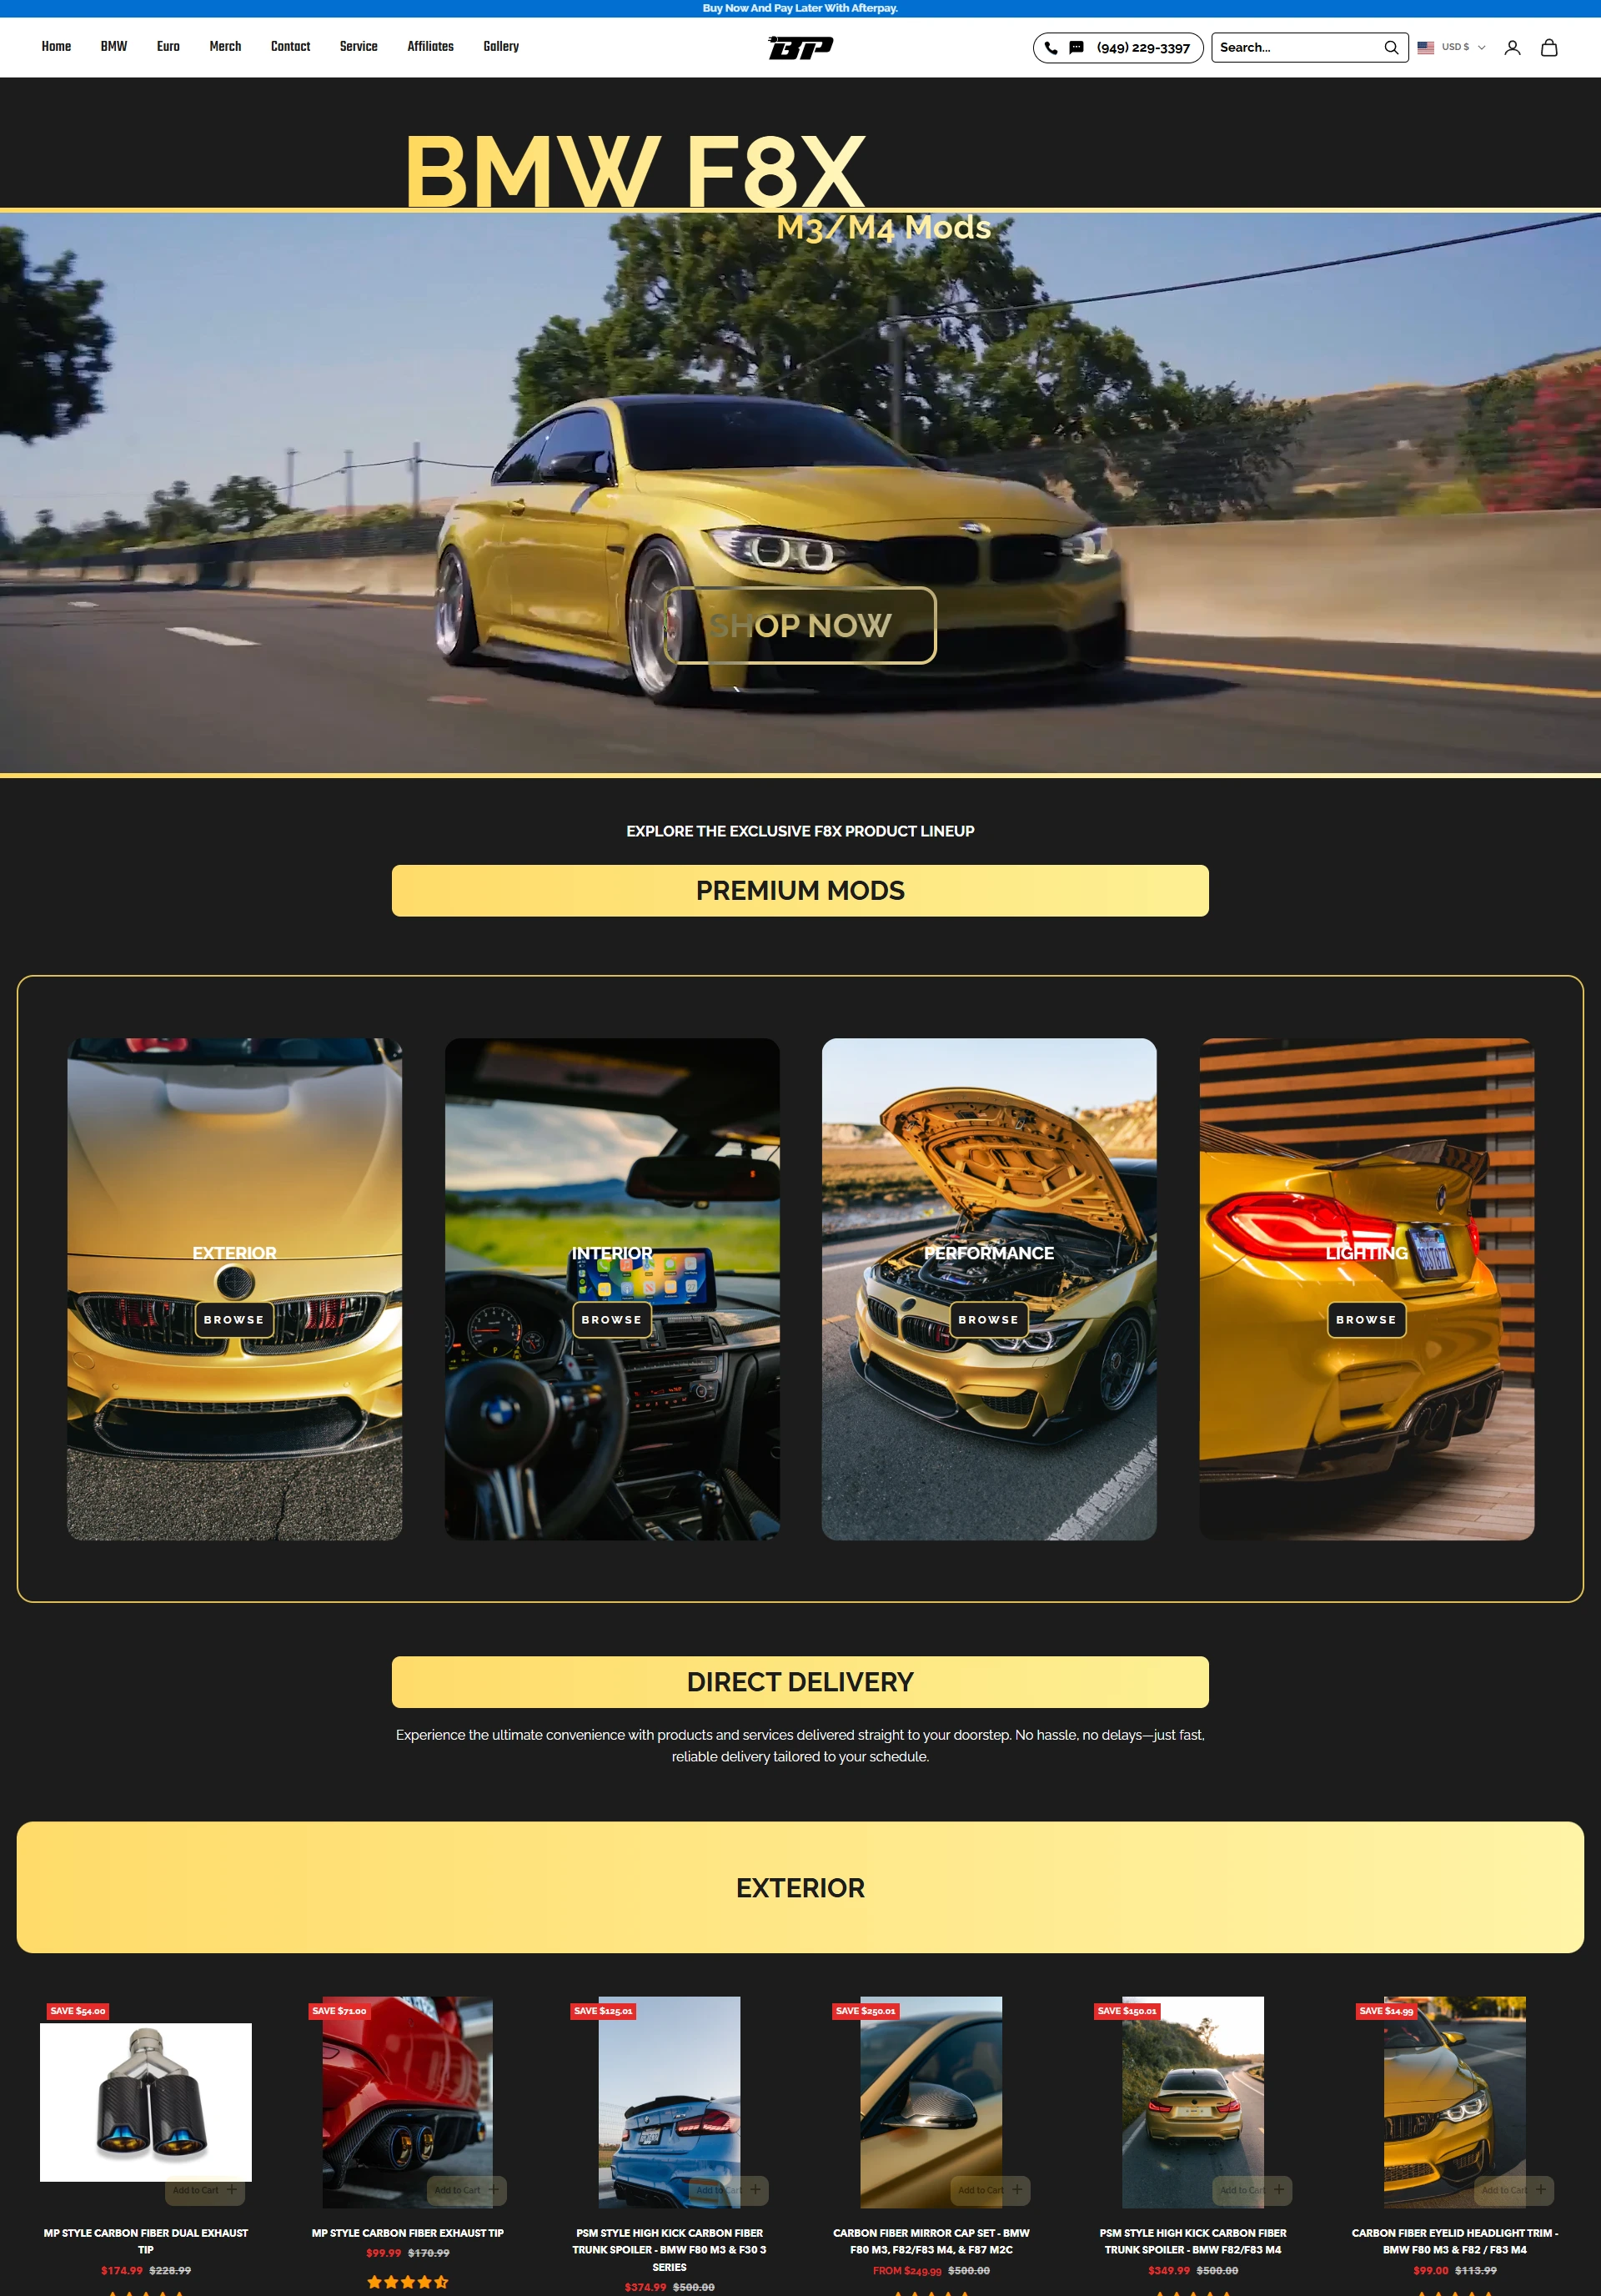 Buy Now And Pay Later With Afterpay.
Home BMW Euro Merch Contact Service Affiliates Gallery
BP
(949) 229-3397
Search...
USD $
BMW F8X
M3/M4 Mods
SHOP NOW
EXPLORE THE EXCLUSIVE F8X PRODUCT LINEUP
PREMIUM MODS
EXTERIOR
BROWSE
INTERIOR
BROWSE
PERFORMANCE
BROWSE
LIGHTING
BROWSE
DIRECT DELIVERY
Experience the ultimate convenience with products and services delivered straight to your doorstep. No hassle, no delays—just fast,
reliable delivery tailored to your schedule.
EXTERIOR
SAVE $54.00
Add to Cart +
MP STYLE CARBON FIBER DUAL EXHAUST
TIP
$174.99 $228.99
SAVE $71.00
Add to Cart +
MP STYLE CARBON FIBER EXHAUST TIP
$99.99 $170.99
SAVE $125.01
Add to Cart +
PSM STYLE HIGH KICK CARBON FIBER
TRUNK SPOILER - BMW F80 M3 & F30 3
SERIES
$374.99 $500.00
SAVE $250.01
Add to Cart +
CARBON FIBER MIRROR CAP SET - BMW
F80 M3, F82/F83 M4, & F87 M2C
FROM $249.99 $500.00
SAVE $150.01
Add to Cart +
PSM STYLE HIGH KICK CARBON FIBER
TRUNK SPOILER - BMW F82/F83 M4
$349.99 $500.00
SAVE $14.99
Add to Cart +
CARBON FIBER EYELID HEADLIGHT TRIM -
BMW F80 M3 & F82 / F83 M4
$99.00 $113.99